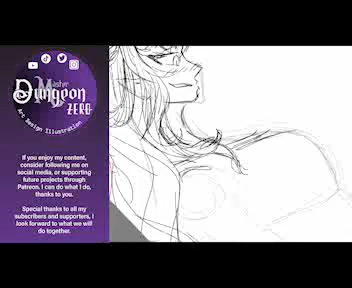 Master
Dungeon
ZERO
Art Design Illustration
If you enjoy my content,
consider following me on
social media, or supporting
future projects through
Patreon. I can do what I do,
thanks to you.
Special thanks to all my
subscribers and supporters, I
look forward to what we will
do together.